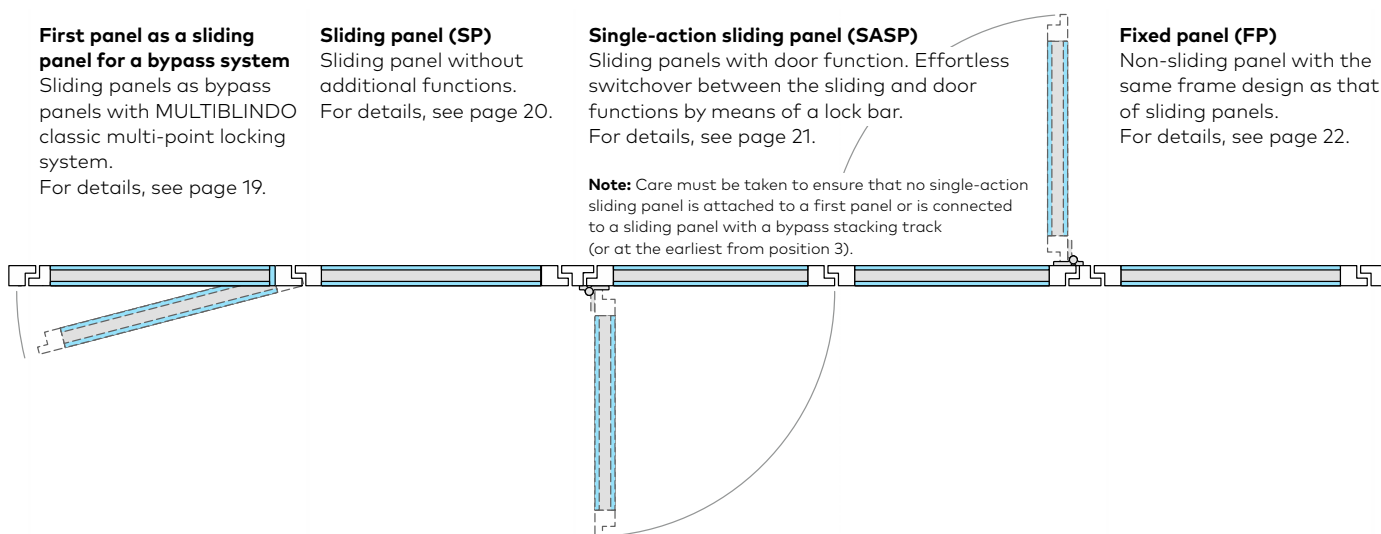 First panel as a sliding
panel for a bypass system
Sliding panels as bypass
panels with MULTIBLINDO
classic multi-point locking
system.
For details, see page 19.
Sliding panel (SP)
Sliding panel without
additional functions.
For details, see page 20.
Single-action sliding panel (SASP)
Sliding panels with door function. Effortless
switchover between the sliding and door
functions by means of a lock bar.
For details, see page 21.
Note: Care must be taken to ensure that no single-action
sliding panel is attached to a first panel or is connected
to a sliding panel with a bypass stacking track
(or at the earliest from position 3).
Fixed panel (FP)
Non-sliding panel with the
same frame design as that
of sliding panels.
For details, see page 22.